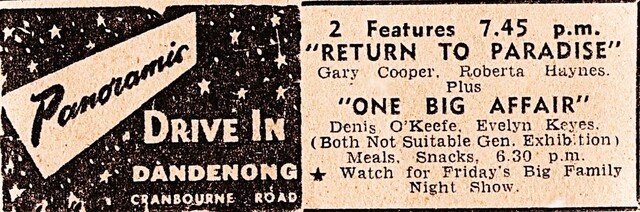 Panoramic
DRIVE IN
DANDENONG
CRANBOURNE ROAD
2 Features 7.45 p.m.
"RETURN TO PARADISE"
Gary Cooper, Roberta Haynes.
Plus
"ONE BIG AFFAIR"
Denis O'Keefe, Evelyn Keyes.
(Both Not Suitable Gen. Exhibition)
Meals, Snacks, 6.30 p.m.
★ Watch for Friday's Big Family
Night Show.